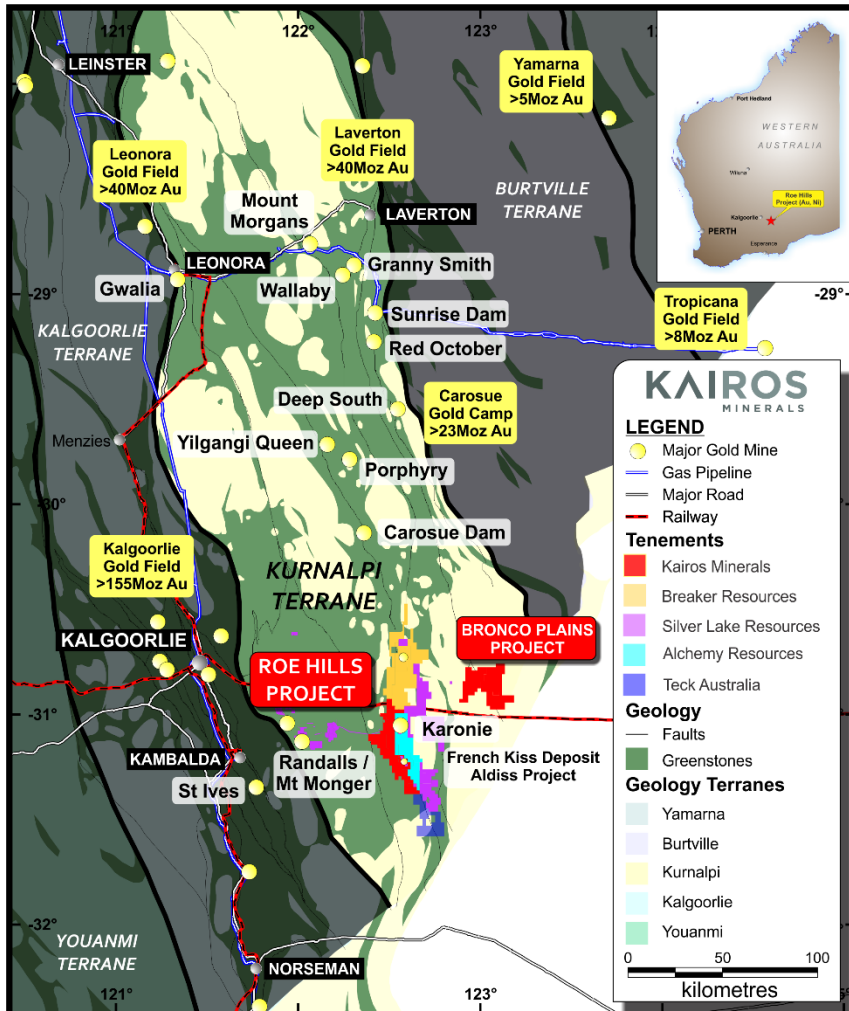 121°
122°
123°
LEINSTER
Yamarna
Gold Field
>5Moz Au
Port Hedland
WESTERN
AUSTRALIA
Wiluna
Kalgoorlie
Roe Hills
Project (Au, Ni)
PERTH
Esperance
Leonora
Gold Field
>40Moz Au
Laverton
Gold Field
>40Moz Au
BURTVILLE
TERRANE
Mount
Morgans
LAVERTON
LEONORA
Gwalia
Granny Smith
Wallaby
-29°
-29°
Sunrise Dam
Tropicana
Gold Field
>8Moz Au
KALGOORLIE
TERRANE
Red October
Deep South
Carosue
Gold Camp
>23Moz Au
Menzies
Yilgangi Queen
Porphyry
-30°
Carosue Dam
Kalgoorlie
Gold Field
>155Moz Au
KURNALPI
TERRANE
KALGOORLIE
ROE HILLS
PROJECT
BRONCO PLAINS
PROJECT
-31°
Karonie
KAMBALDA
Randalls /
Mt Monger
French Kiss Deposit
Aldiss Project
St Ives
-32°
YOUANMI
TERRANE
NORSEMAN
121°
123°
KAIROS
MINERALS
LEGEND
Major Gold Mine
Gas Pipeline
Major Road
Railway
Tenements
Kairos Minerals
Breaker Resources
Silver Lake Resources
Alchemy Resources
Teck Australia
Geology
Faults
Greenstones
Geology Terranes
Yamarna
Burtville
Kurnalpi
Kalgoorlie
Youanmi
0 50 100
kilometres